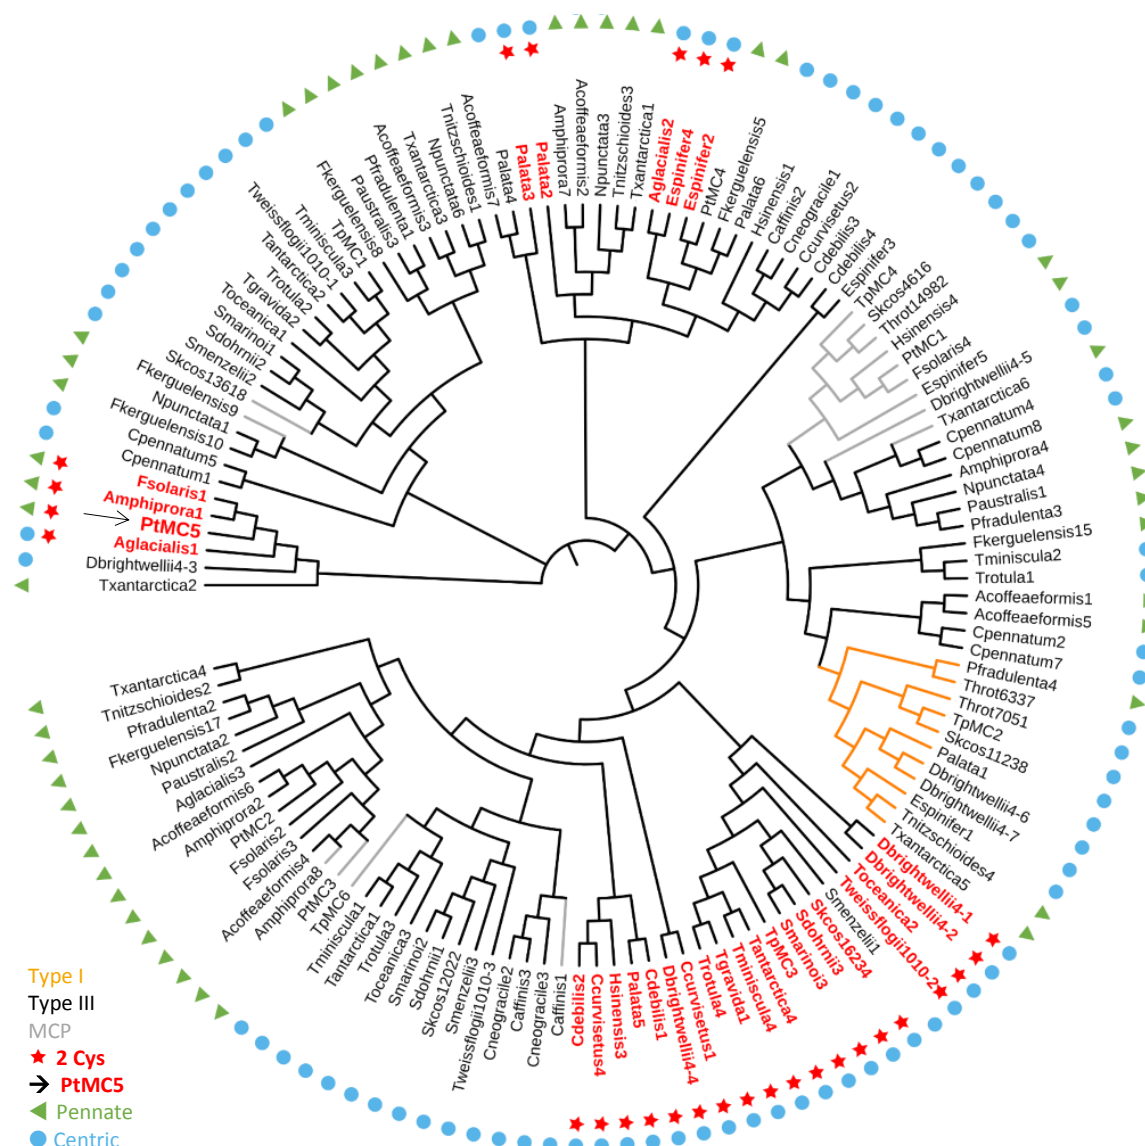 Txantarctica2
Dbrightwellii4-3
Aglacialis1
PtMC5
Amphiprora1
Fsolaris1
Cpennatum1
Cpennatum5
Fkerguelensis10
Npunctata1
Fkerguelensis9
Skcos13618
Smenzelii2
Sdohrnii2
Smarinoi1
Toceanica1
Tgravida2
Trotula2
Tantarctica2
Tweissflogii1010-1
Tminiscula3
TpMC1
Fkerguelensis8
Paustralis3
Pfradulenta1
Acoffeaeformis3
Txantarctica3
Npunctata6
Tnitzschioides1
Acoffeaeformis7
Palata4
Palata3
Palata2
Amphiprora7
Acoffeaeformis2
Npunctata3
Tnitzschioides3
Txantarctica1
Aglacialis2
Espinifer4
Espinifer2
PtMC4
Fkerguelensis5
Palata6
Hsinensis1
Caffinis2
Cneogracile1
Ccurvisetus2
Cdebilis3
Cdebilis4
Espinifer3
TpMC4
Skcos4616
Throt14982
Hsinensis4
PtMC1
Fsolaris4
Espinifer5
Dbrightwellii4-5
Txantarctica6
Cpennatum4
Cpennatum8
Amphiprora4
Npunctata4
Paustralis1
Pfradulenta3
Fkerguelensis15
Tminiscula2
Trotula1
Acoffeaeformis1
Acoffeaeformis5
Cpennatum2
Cpennatum7
Pfradulenta4
Throt6337
Throt7051
TpMC2
Skcos11238
Palata1
Dbrightwellii4-6
Dbrightwellii4-7
Espinifer1
Tnitzschioides4
Txantarctica5
Dbrightwellii4-1
Dbrightwellii4-2
Toceanica2
Tweissflogii1010-2
Smenzelii1
Skcos16234
Sdohrnii3
Smarinoi3
TpMC3
Tantarctica4
Tminiscula4
Tgravida1
Trotula4
Ccurvisetus1
Dbrightwellii4-4
Cdebilis1
Palata5
Hsinensis3
Ccurvisetus4
Cdebilis2
Caffinis1
Cneogracile3
Caffinis3
Cneogracile2
Tweissflogii1010-3
Smenzelii3
Skcos12022
Sdohrnii1
Smarinoi2
Toceanica3
Trotula3
Tantarctica1
Tminiscula1
TpMC6
PtMC3
Amphiprora8
Acoffeaeformis4
Fsolaris3
Fsolaris2
PtMC2
Amphiprora2
Acoffeaeformis6
Aglacialis3
Paustralis2
Npunctata2
Fkerguelensis17
Pfradulenta2
Tnitzschioides2
Txantarctica4
Type I
Type III
MCP
2 Cys
PtMC5
Pennate
Centric